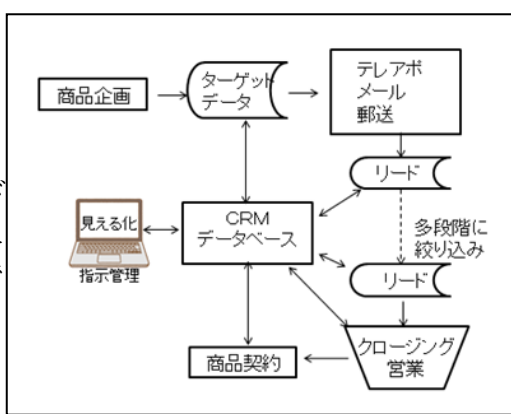 商品企画
ターゲット
データ
テレアポ
メール
郵送
リード
見える化
指示管理
CRM
データベース
多段階に
絞り込み
リード
商品契約
クロージング
営業